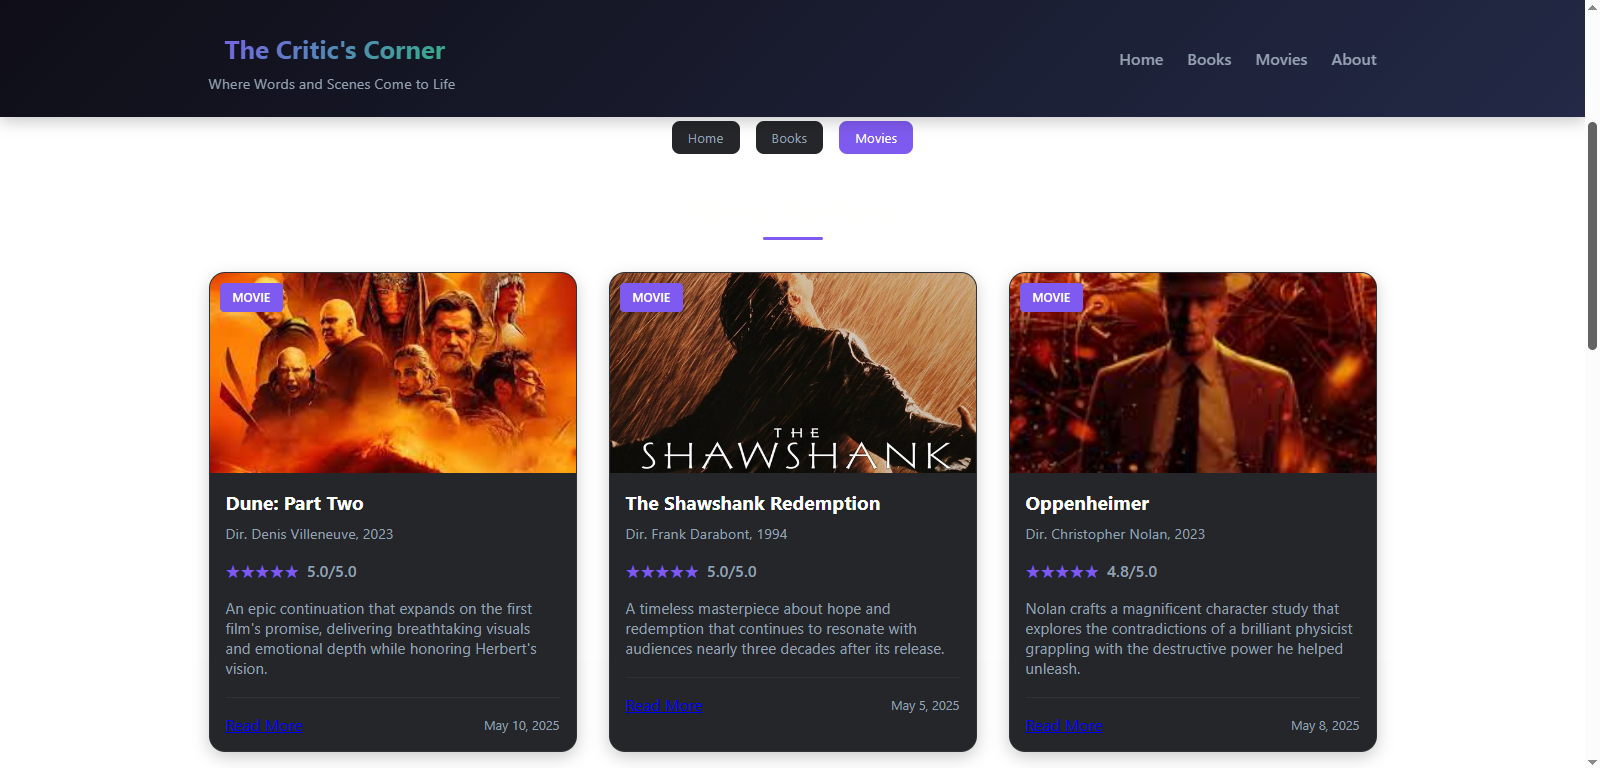 The Critic's Corner
Where Words and Scenes Come to Life
Home Books Movies About
Home Books Movies
MOVIE
Dune: Part Two
Dir. Denis Villeneuve, 2023
★★★★★ 5.0/5.0
An epic continuation that expands on the first
film's promise, delivering breathtaking visuals
and emotional depth while honoring Herbert's
vision.
Read More May 10, 2025
MOVIE
THE
SHAWSHANK
The Shawshank Redemption
Dir. Frank Darabont, 1994
★★★★★ 5.0/5.0
A timeless masterpiece about hope and
redemption that continues to resonate with
audiences nearly three decades after its release.
Read More May 5, 2025
MOVIE
Oppenheimer
Dir. Christopher Nolan, 2023
★★★★★ 4.8/5.0
Nolan crafts a magnificent character study that
explores the contradictions of a brilliant physicist
grappling with the destructive power he helped
unleash.
Read More May 8, 2025